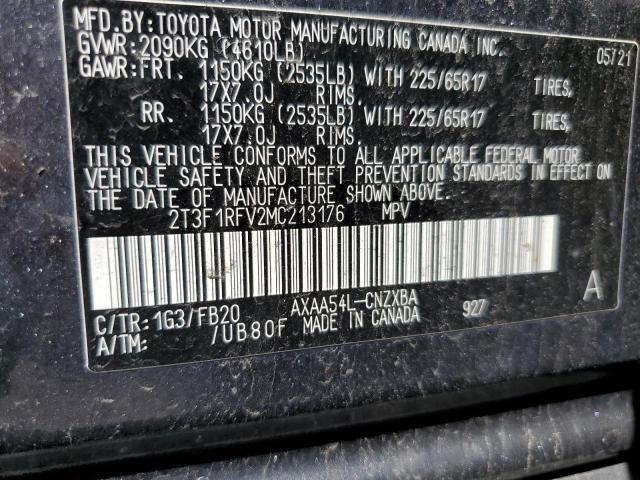 MFD.BY:TOYOTA MOTOR MANUFACTURING CANADA, INC.
GVWR:2090KG (4610LB) 05/21
GAWR:FRT. 1150KG (2535LB) WITH 225/65R17 TIRES,
17X7.0J RIMS.
RR. 1150KG (2535LB) WITH 225/65R17 TIRES,
17X7.0J RIMS.
THIS VEHICLE CONFORMS TO ALL APPLICABLE FEDERAL MOTOR
VEHICLE SAFETY AND THEFT PREVENTION STANDARDS IN EFFECT ON
THE DATE OF MANUFACTURE SHOWN ABOVE.
2T3F1RFV2MC213176 MPV
C/TR:1G3/FB20 AXAA54L-CNZXBA 927 A
A/TM: /UB80F MADE IN CANADA